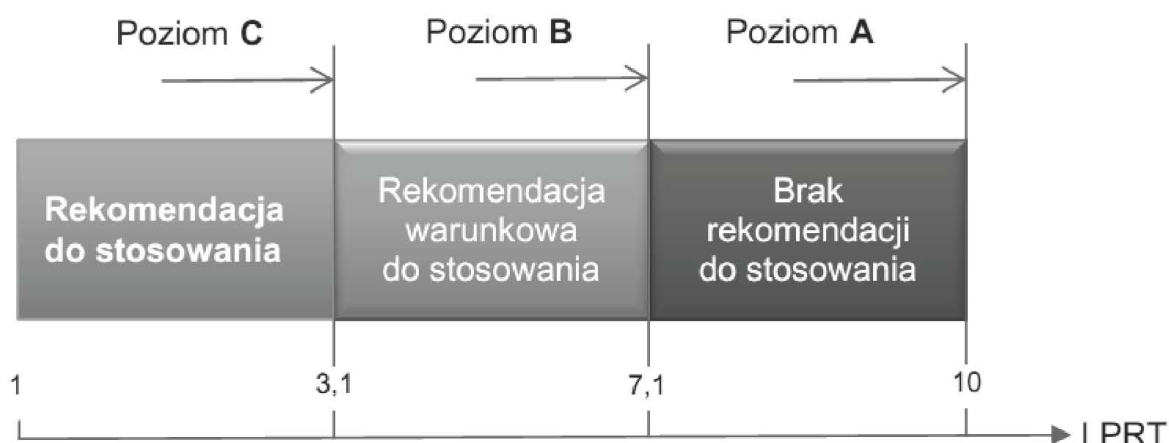 Poziom C
Poziom B
Poziom A
Rekomendacja
do stosowania
Rekomendacja
warunkowa
do stosowania
Brak
rekomendacji
do stosowania
1
3,1
7,1
10
LPRT